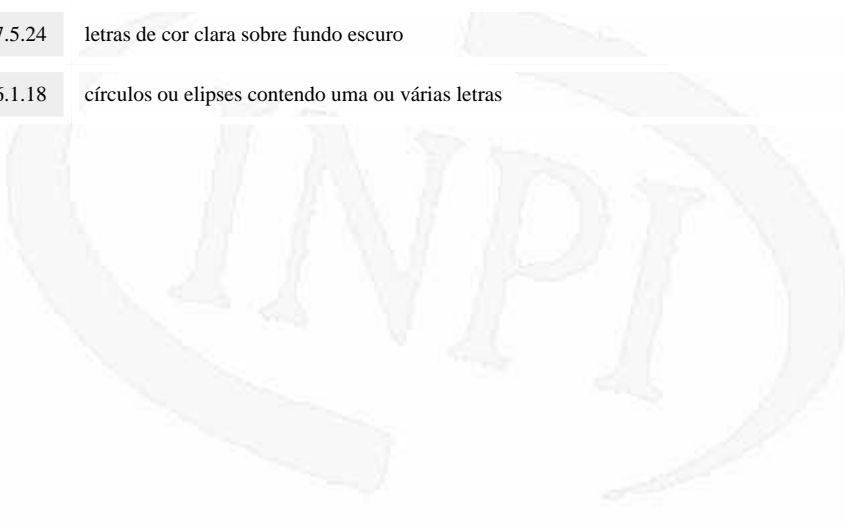 7.5.24 letras de cor clara sobre fundo escuro
6.1.18 círculos ou elipses contendo uma ou várias letras
INPI